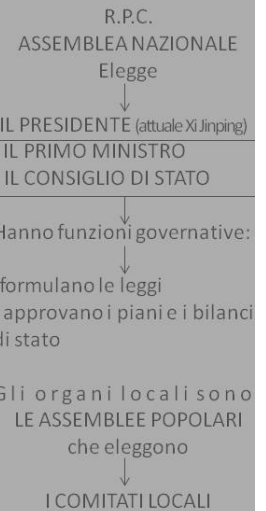 R.P.C.
ASSEMBLEA NAZIONALE
Elegge
IL PRESIDENTE (attuale Xi Jinping)
IL PRIMO MINISTRO
IL CONSIGLIO DI STATO
Hanno funzioni governative:
formulano le leggi
approvano i piani e i bilanci
di stato
Gli organi locali sono
LE ASSEMBLEE POPOLARI
che eleggono
I COMITATI LOCALI